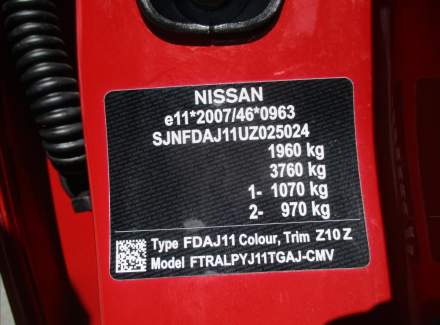 NISSAN
e11*2007/46*0963
SJNFDAJ11UZ025024
1960 kg
3760 kg
1- 1070 kg
2- 970 kg
Type FDAJ11 Colour, Trim Z10 Z
Model FTRALPYJ11TGAJ-CMV